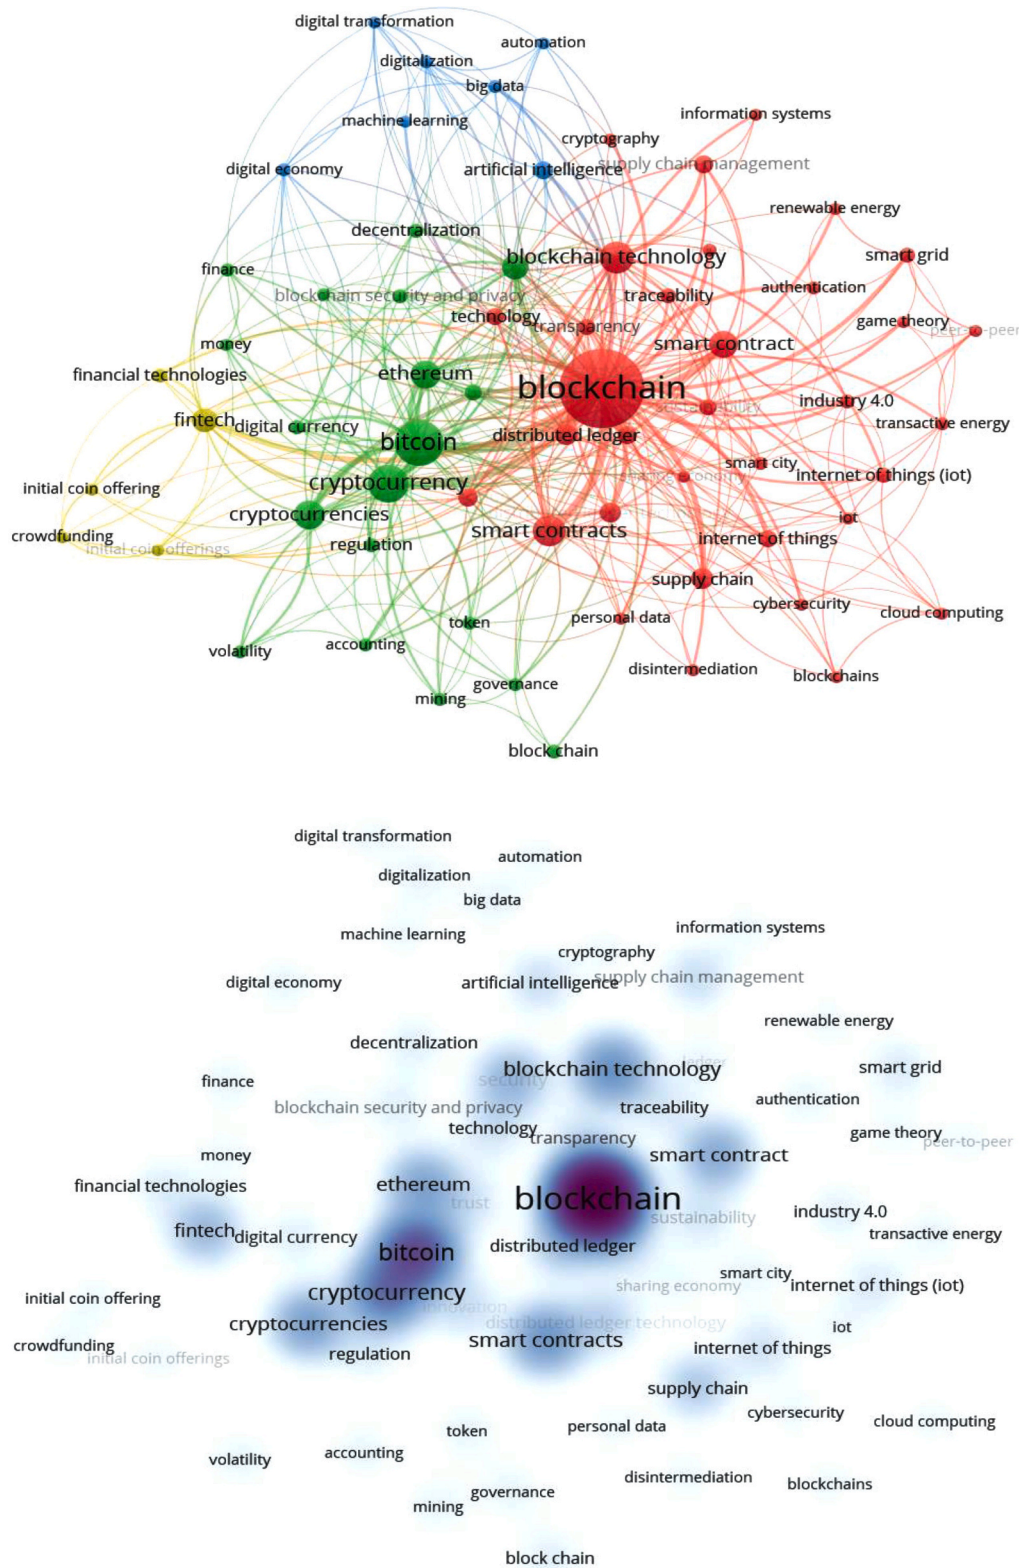 digital transformation
automation
digitalization
big data
information systems
machine learning
cryptography
supply chain management
digital economy
artificial intelligence
renewable energy
decentralization
blockchain technology
smart grid
finance
blockchain security and privacy
traceability
authentication
technology
transparency
game theory
peer-to-peer
money
smart contract
financial technologies
ethereum
blockchain
industry 4.0
sustainability
fintech
digital currency
bitcoin
distributed ledger
transactive energy
smart city
sharing economy
internet of things (iot)
initial coin offering
cryptocurrency
cryptocurrencies
iot
crowdfunding
initial coin offerings
regulation
smart contracts
internet of things
supply chain
personal data
cybersecurity
cloud computing
token
volatility
accounting
disintermediation
blockchains
mining
governance
block chain
digital transformation
automation
digitalization
big data
information systems
machine learning
cryptography
supply chain management
digital economy
artificial intelligence
renewable energy
decentralization
blockchain technology
ledger
smart grid
finance
security
blockchain security and privacy
traceability
authentication
technology
transparency
game theory
peer-to-peer
money
smart contract
financial technologies
ethereum
trust
blockchain
industry 4.0
sustainability
fintech
digital currency
bitcoin
distributed ledger
transactive energy
smart city
sharing economy
internet of things (iot)
initial coin offering
cryptocurrency
innovation
cryptocurrencies
distributed ledger technology
iot
crowdfunding
initial coin offerings
regulation
smart contracts
internet of things
supply chain
personal data
cybersecurity
cloud computing
token
volatility
accounting
disintermediation
blockchains
mining
governance
block chain